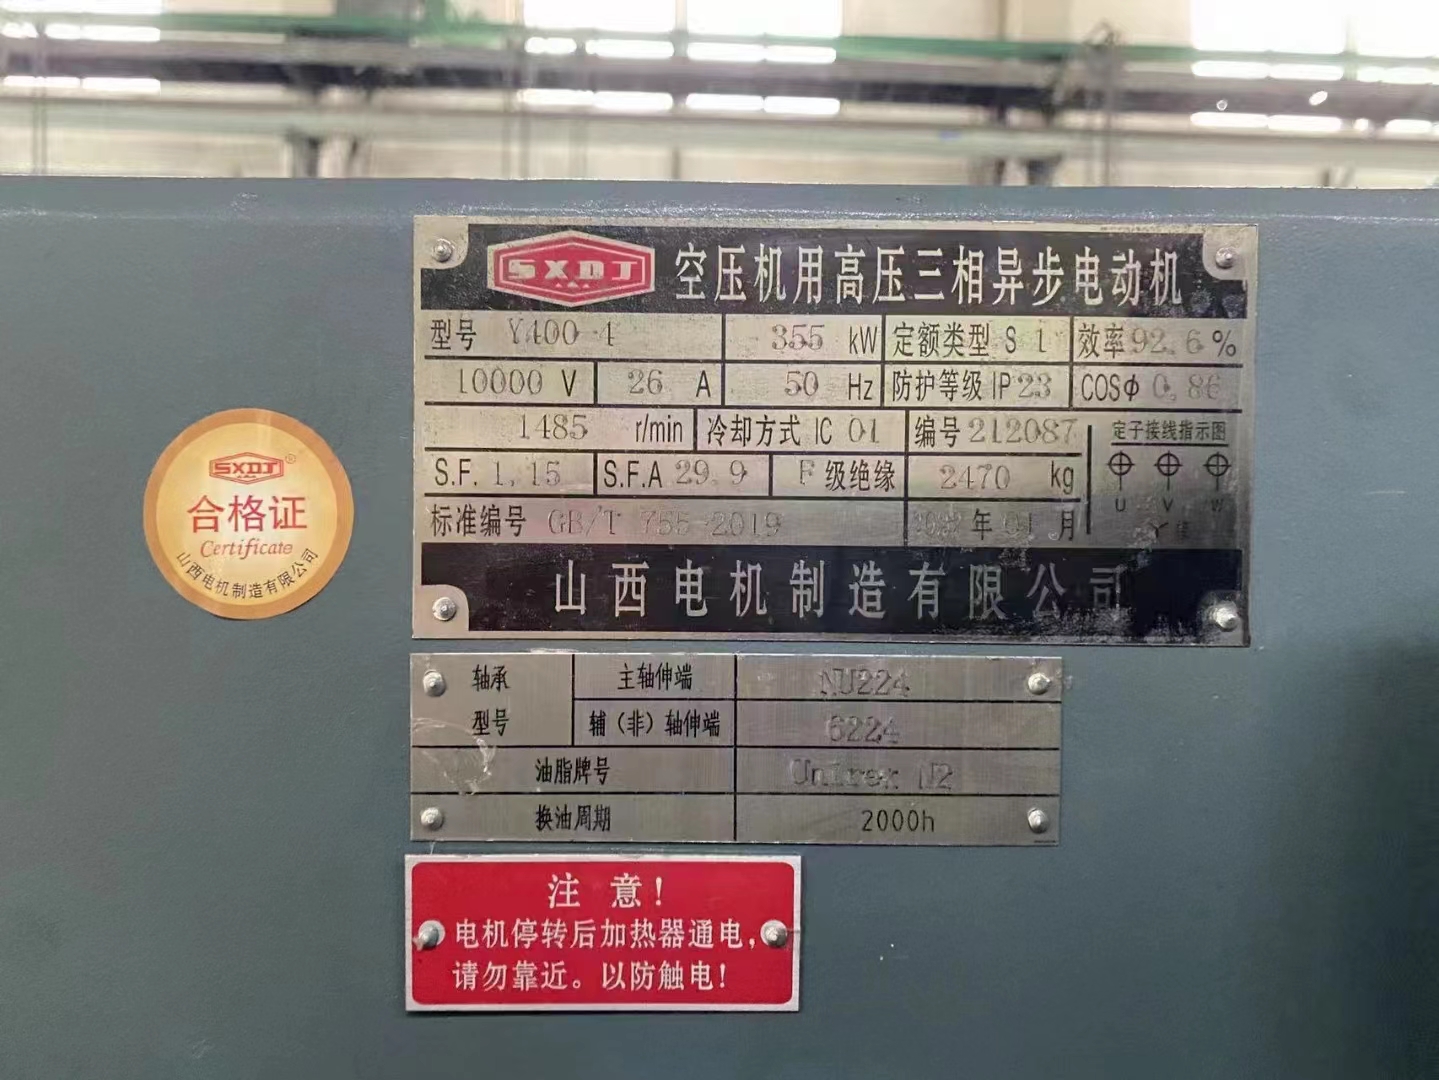 SXDJ 空压机用高压三相异步电动机
型号 Y400-4 355 kW 定额类型 S 1 效率 92.6 %
10000 V 26 A 50 Hz 防护等级 IP 23 COSΦ 0.86
1485 r/min 冷却方式 IC 01 编号 212087 定子接线指示图
S.F. 1.15 S.F.A 29.9 F 级绝缘 2470 kg
U V W
标准编号 GB/T 755-2019 年 01 月 Y 接
山西电机制造有限公司
SXDJ®
合格证
Certificate
山西电机制造有限公司
轴承型号 主轴伸端 NU224
辅（非）轴伸端 6224
油脂牌号 Unirex N2
换油周期 2000h
注 意！
电机停转后加热器通电，
请勿靠近。以防触电！